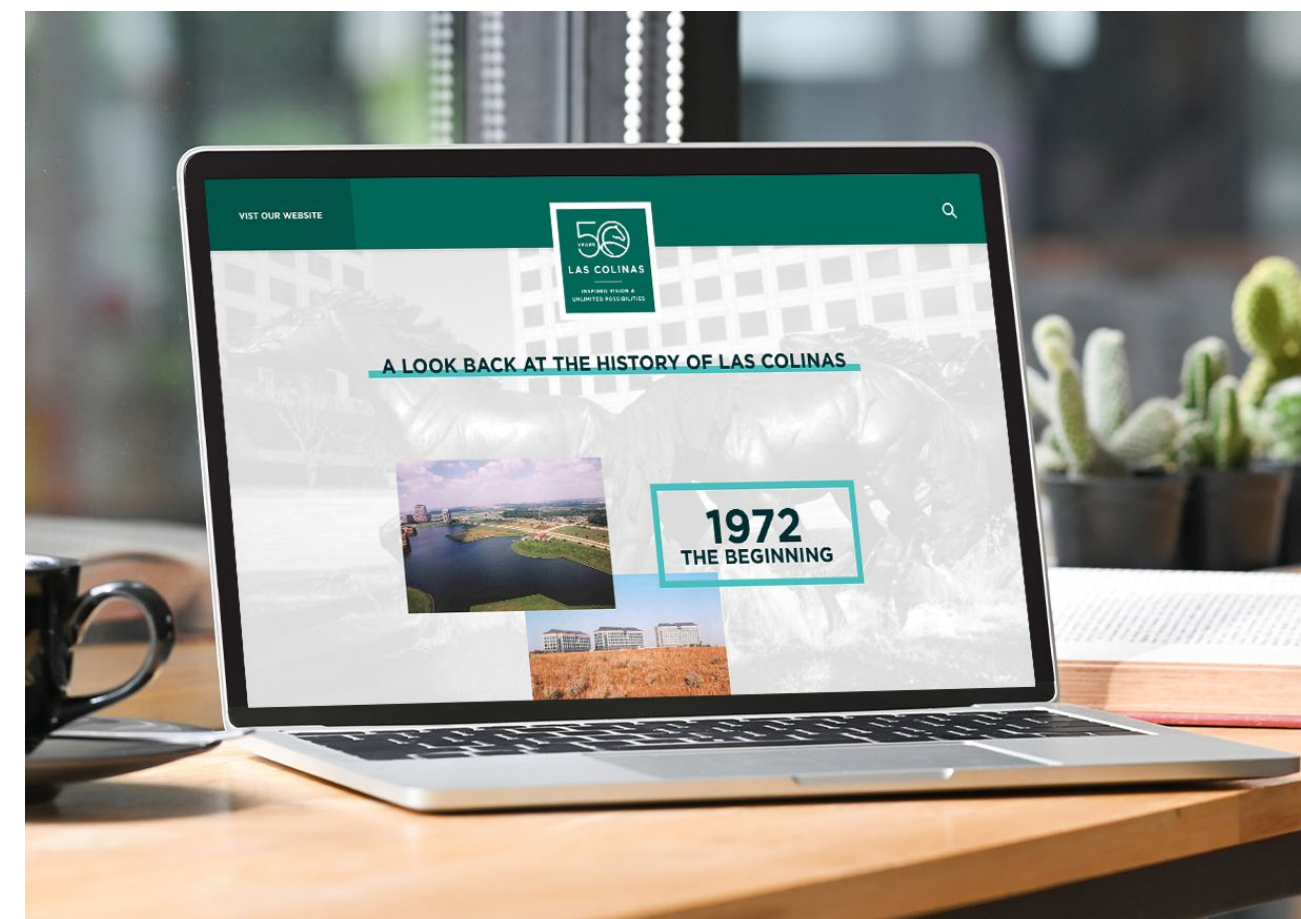 VIST OUR WEBSITE
50
YEARS
LAS COLINAS
INSPIRED VISION &
UNLIMITED POSSIBILITIES
A LOOK BACK AT THE HISTORY OF LAS COLINAS
1972
THE BEGINNING